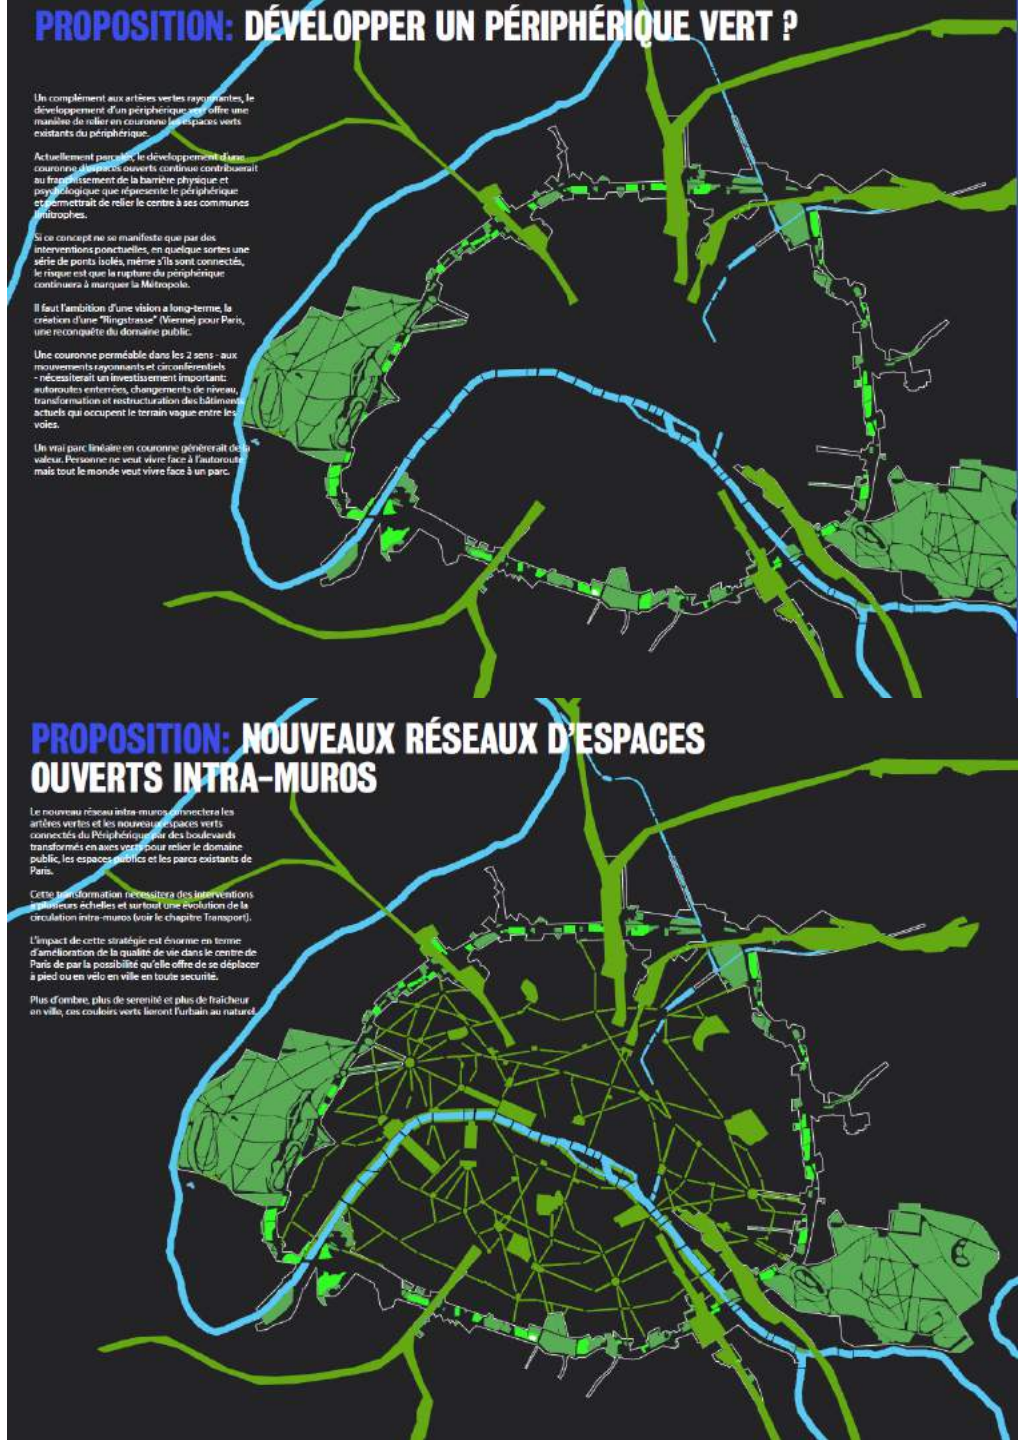 PROPOSITION: DÉVELOPPER UN PÉRIPHÉRIQUE VERT ?
Un complément aux artères vertes rayonnantes, le
développement d'un périphérique vert offre une
manière de relier en couronne les espaces verts
existants du périphérique.
Actuellement parcelé, le développement d'une
couronne d'espaces ouverts continue contribuerait
au franchissement de la barrière physique et
psychologique que répresente le périphérique
et permettrait de relier le centre à ses communes
limitrophes.
Si ce concept ne se manifeste que par des
interventions ponctuelles, en quelque sortes une
série de ponts isolés, même s'ils sont connectés,
le risque est que la rupture du périphérique
continuera à marquer la Métropole.
Il faut l'ambition d'une vision a long-terme, la
création d'une "Ringstrasse" (Vienne) pour Paris,
une reconquête du domaine public.
Une couronne perméable dans les 2 sens - aux
mouvements rayonnants et circonférentiels
- nécessiterait un investissement important:
autoroutes enterrées, changements de niveau,
transformation et restructuration des bâtiments
actuels qui occupent le terrain vague entre les
voies.
Un vrai parc linéaire en couronne génèrerait de la
valeur. Personne ne veut vivre face à l'autoroute
mais tout le monde veut vivre face à un parc.
PROPOSITION: NOUVEAUX RÉSEAUX D'ESPACES
OUVERTS INTRA-MUROS
Le nouveau réseau intra-muros connectera les
artères vertes et les nouveaux espaces verts
connectés du Périphérique par des boulevards
transformés en axes verts pour relier le domaine
public, les espaces publics et les parcs existants de
Paris.
Cette transformation necessitera des interventions
à plusieurs échelles et surtout une évolution de la
circulation intra-muros (voir le chapitre Transport).
L'impact de cette stratégie est énorme en terme
d'amélioration de la qualité de vie dans le centre de
Paris de par la possibilité qu'elle offre de se déplacer
à pied ou en vélo en ville en toute securité.
Plus d'ombre, plus de serenité et plus de fraîcheur
en ville, ces couloirs verts lieront l'urbain au naturel.